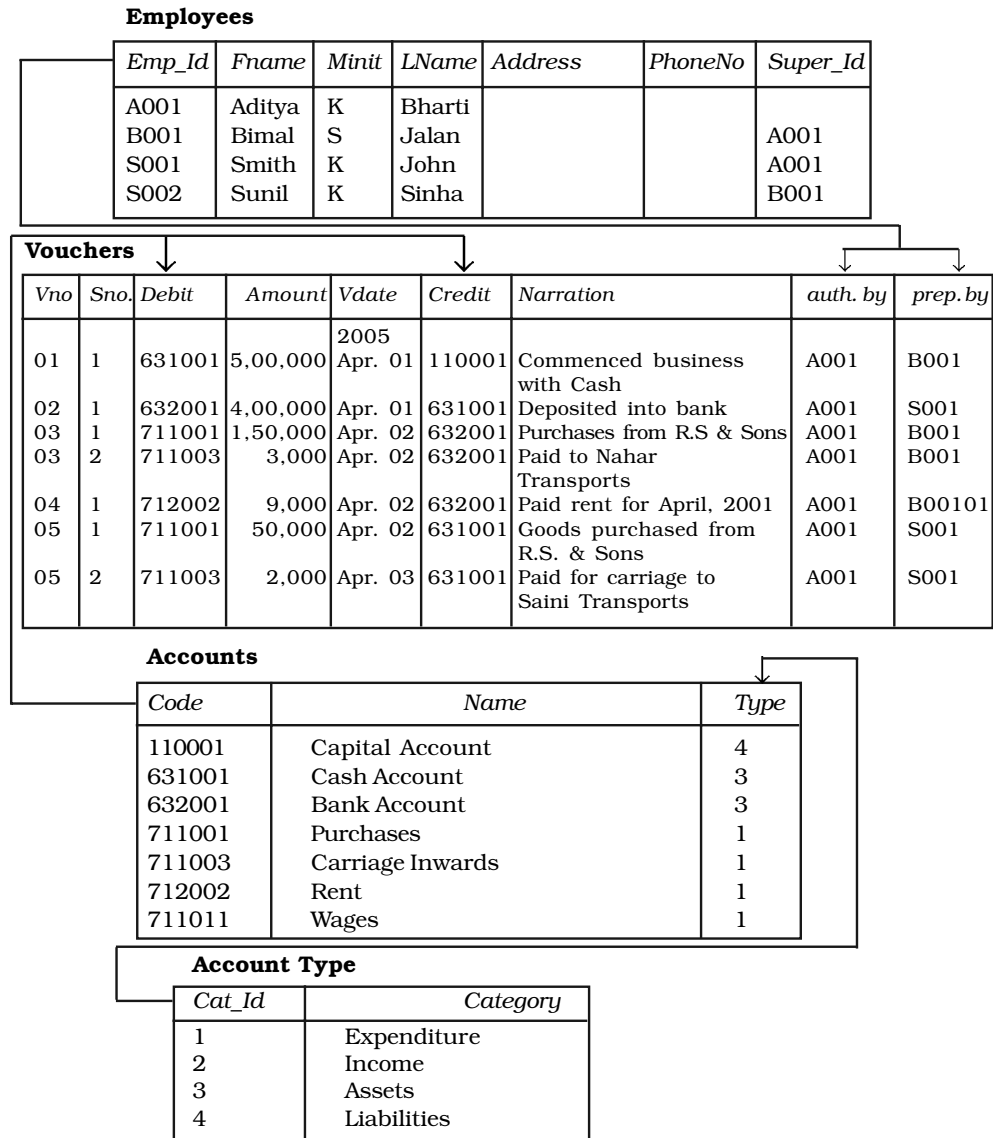 Employees
Emp_Id Fname Minit LName Address PhoneNo Super_Id
A001 Aditya K Bharti
B001 Bimal S Jalan A001
S001 Smith K John A001
S002 Sunil K Sinha B001
Vouchers
Vno Sno. Debit Amount Vdate Credit Narration auth. by prep. by
2005
01 1 631001 5,00,000 Apr. 01 110001 Commenced business A001 B001
with Cash
02 1 632001 4,00,000 Apr. 01 631001 Deposited into bank A001 S001
03 1 711001 1,50,000 Apr. 02 632001 Purchases from R.S & Sons A001 B001
03 2 711003 3,000 Apr. 02 632001 Paid to Nahar A001 B001
Transports
04 1 712002 9,000 Apr. 02 632001 Paid rent for April, 2001 A001 B00101
05 1 711001 50,000 Apr. 02 631001 Goods purchased from A001 S001
R.S. & Sons
05 2 711003 2,000 Apr. 03 631001 Paid for carriage to A001 S001
Saini Transports
Accounts
Code Name Type
110001 Capital Account 4
631001 Cash Account 3
632001 Bank Account 3
711001 Purchases 1
711003 Carriage Inwards 1
712002 Rent 1
711011 Wages 1
Account Type
Cat_Id Category
1 Expenditure
2 Income
3 Assets
4 Liabilities